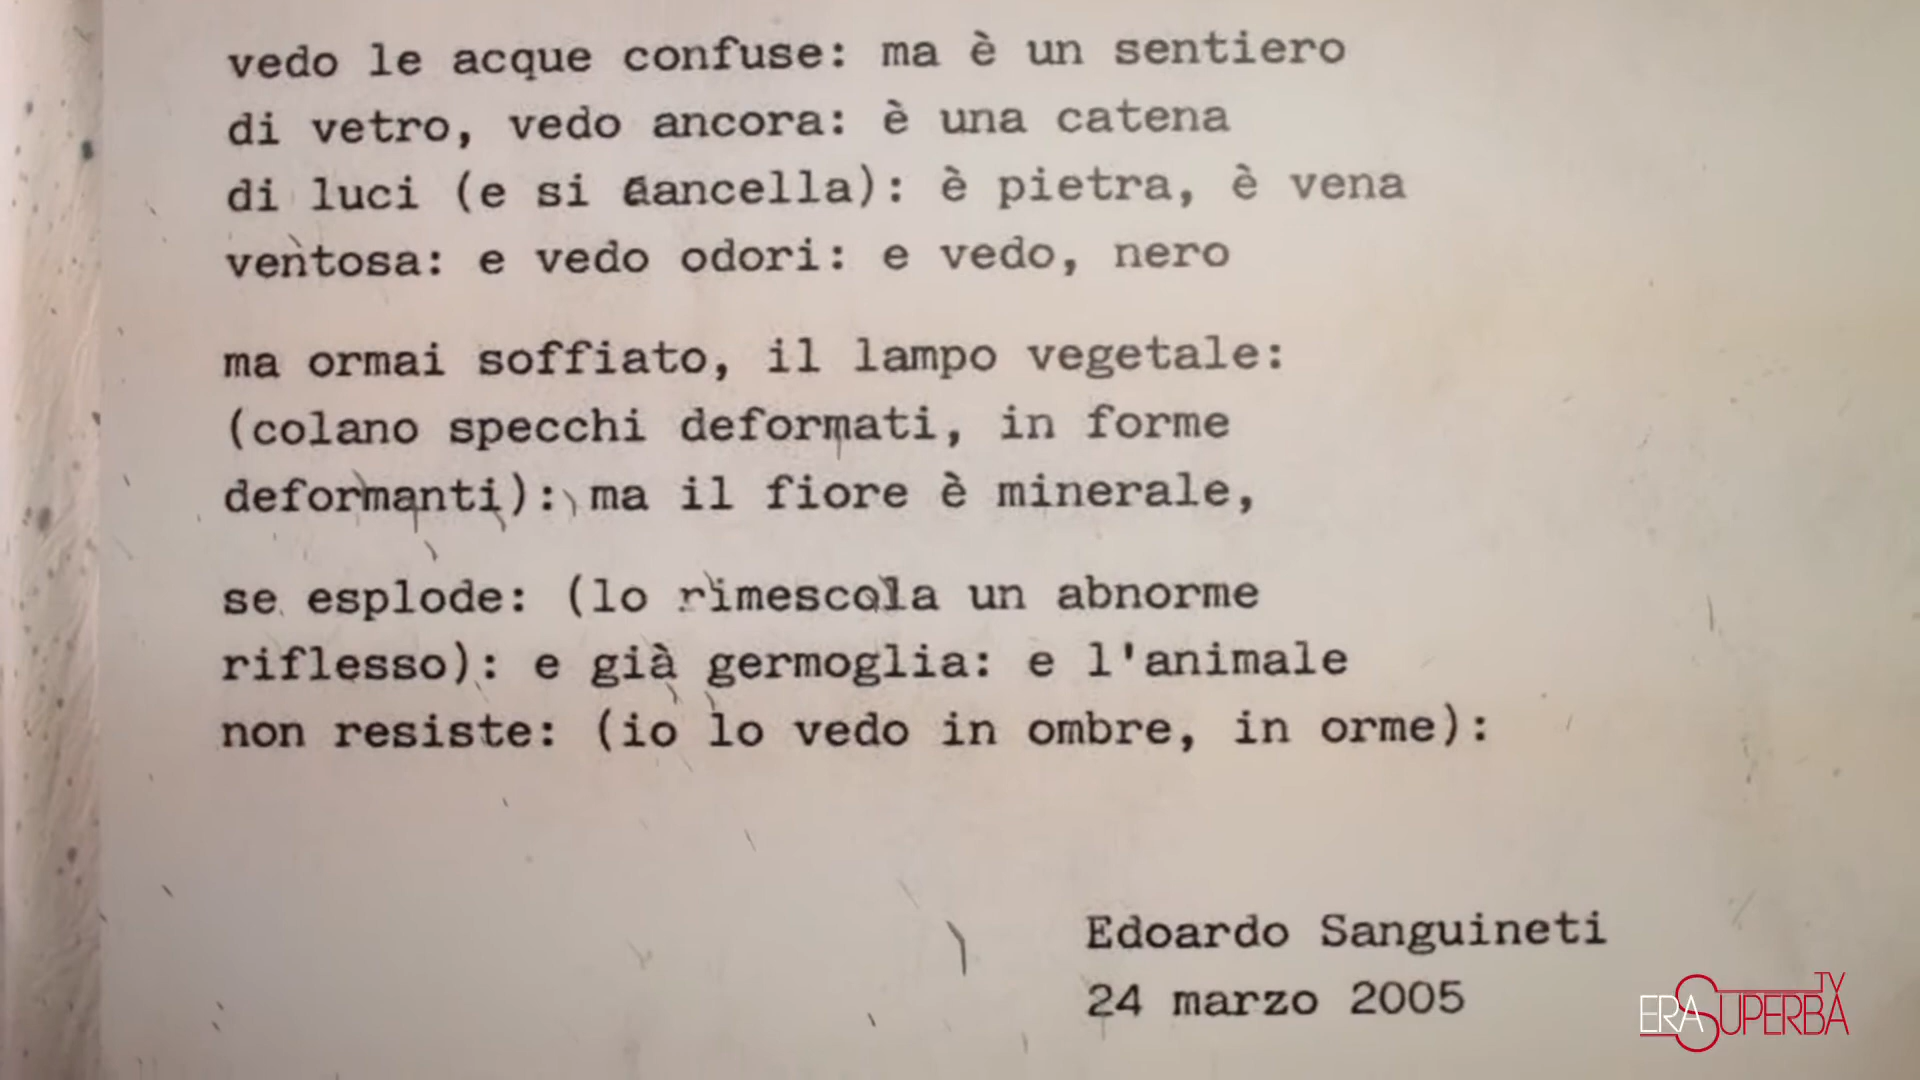 vedo le acque confuse: ma è un sentiero
di vetro, vedo ancora: è una catena
di luci (e si cancella): è pietra, è vena
ventosa: e vedo odori: e vedo, nero
ma ormai soffiato, il lampo vegetale:
(colano specchi deformati, in forme
deformanti): ma il fiore è minerale,
se esplode: (lo rimescola un abnorme
riflesso): e già germoglia: e l'animale
non resiste: (io lo vedo in ombre, in orme):
Edoardo Sanguineti
24 marzo 2005
ERA SUPERBA TV